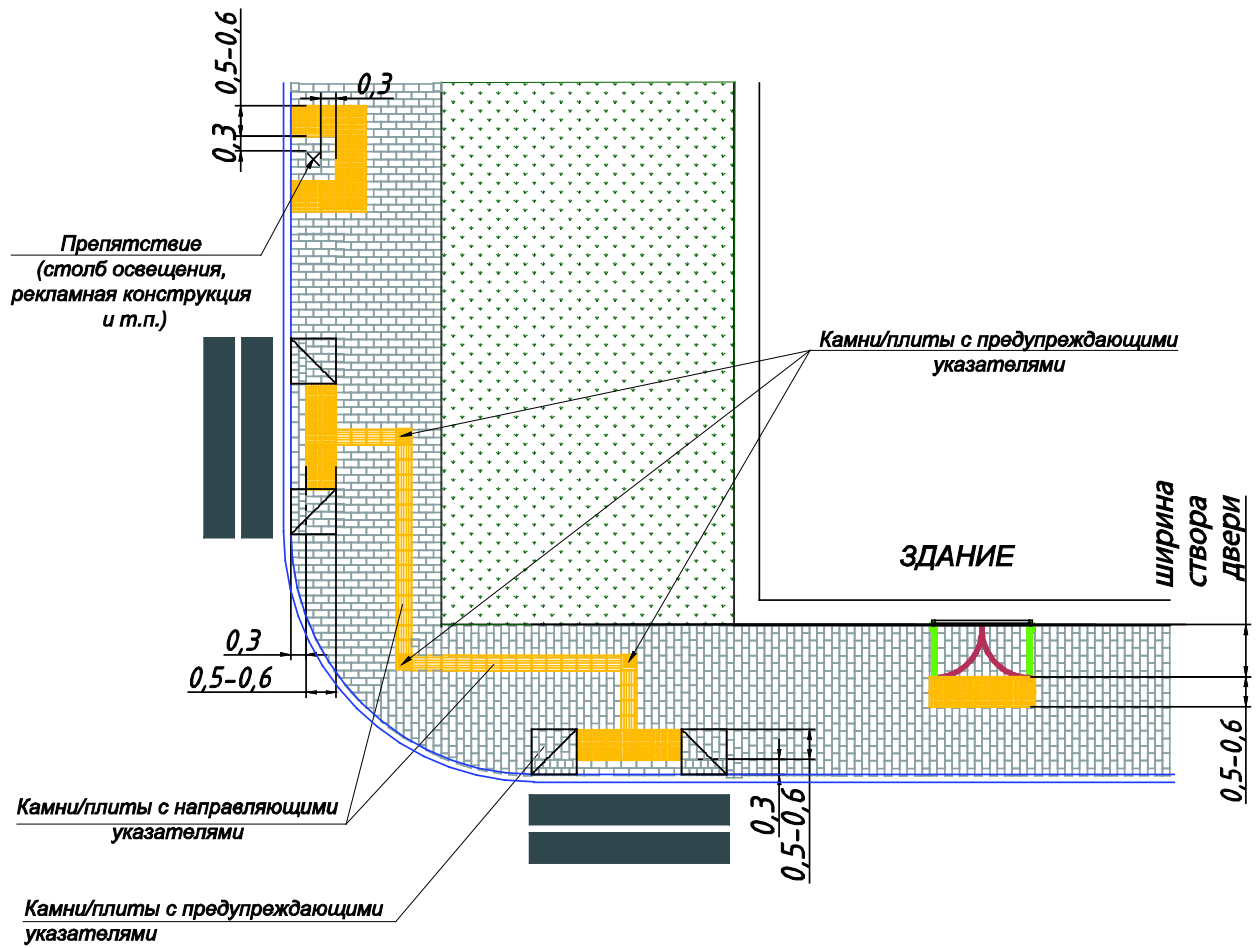 0,5–0,6
0,3
0,3
Препятствие
(столб освещения,
рекламная конструкция
и т.п.)
Камни/плиты с предупреждающими
указателями
ширина
створа
двери
ЗДАНИЕ
0,3
0,5–0,6
0,5–0,6
0,3
0,5–0,6
Камни/плиты с направляющими
указателями
Камни/плиты с предупреждающими
указателями